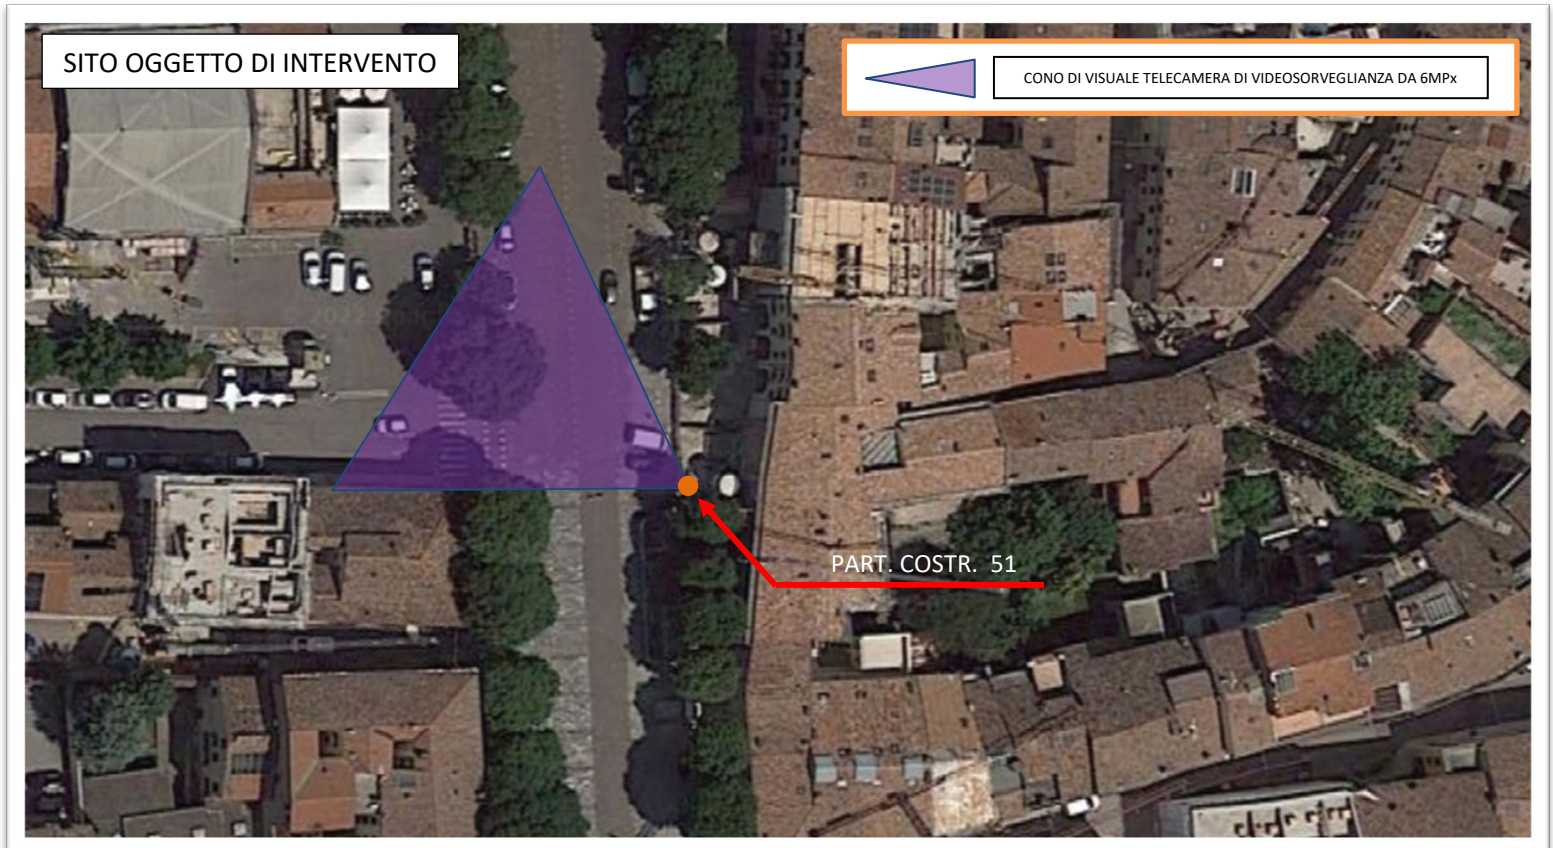 SITO OGGETTO DI INTERVENTO
CONO DI VISUALE TELECAMERA DI VIDEOSORVEGLIANZA DA 6MPx
PART. COSTR. 51